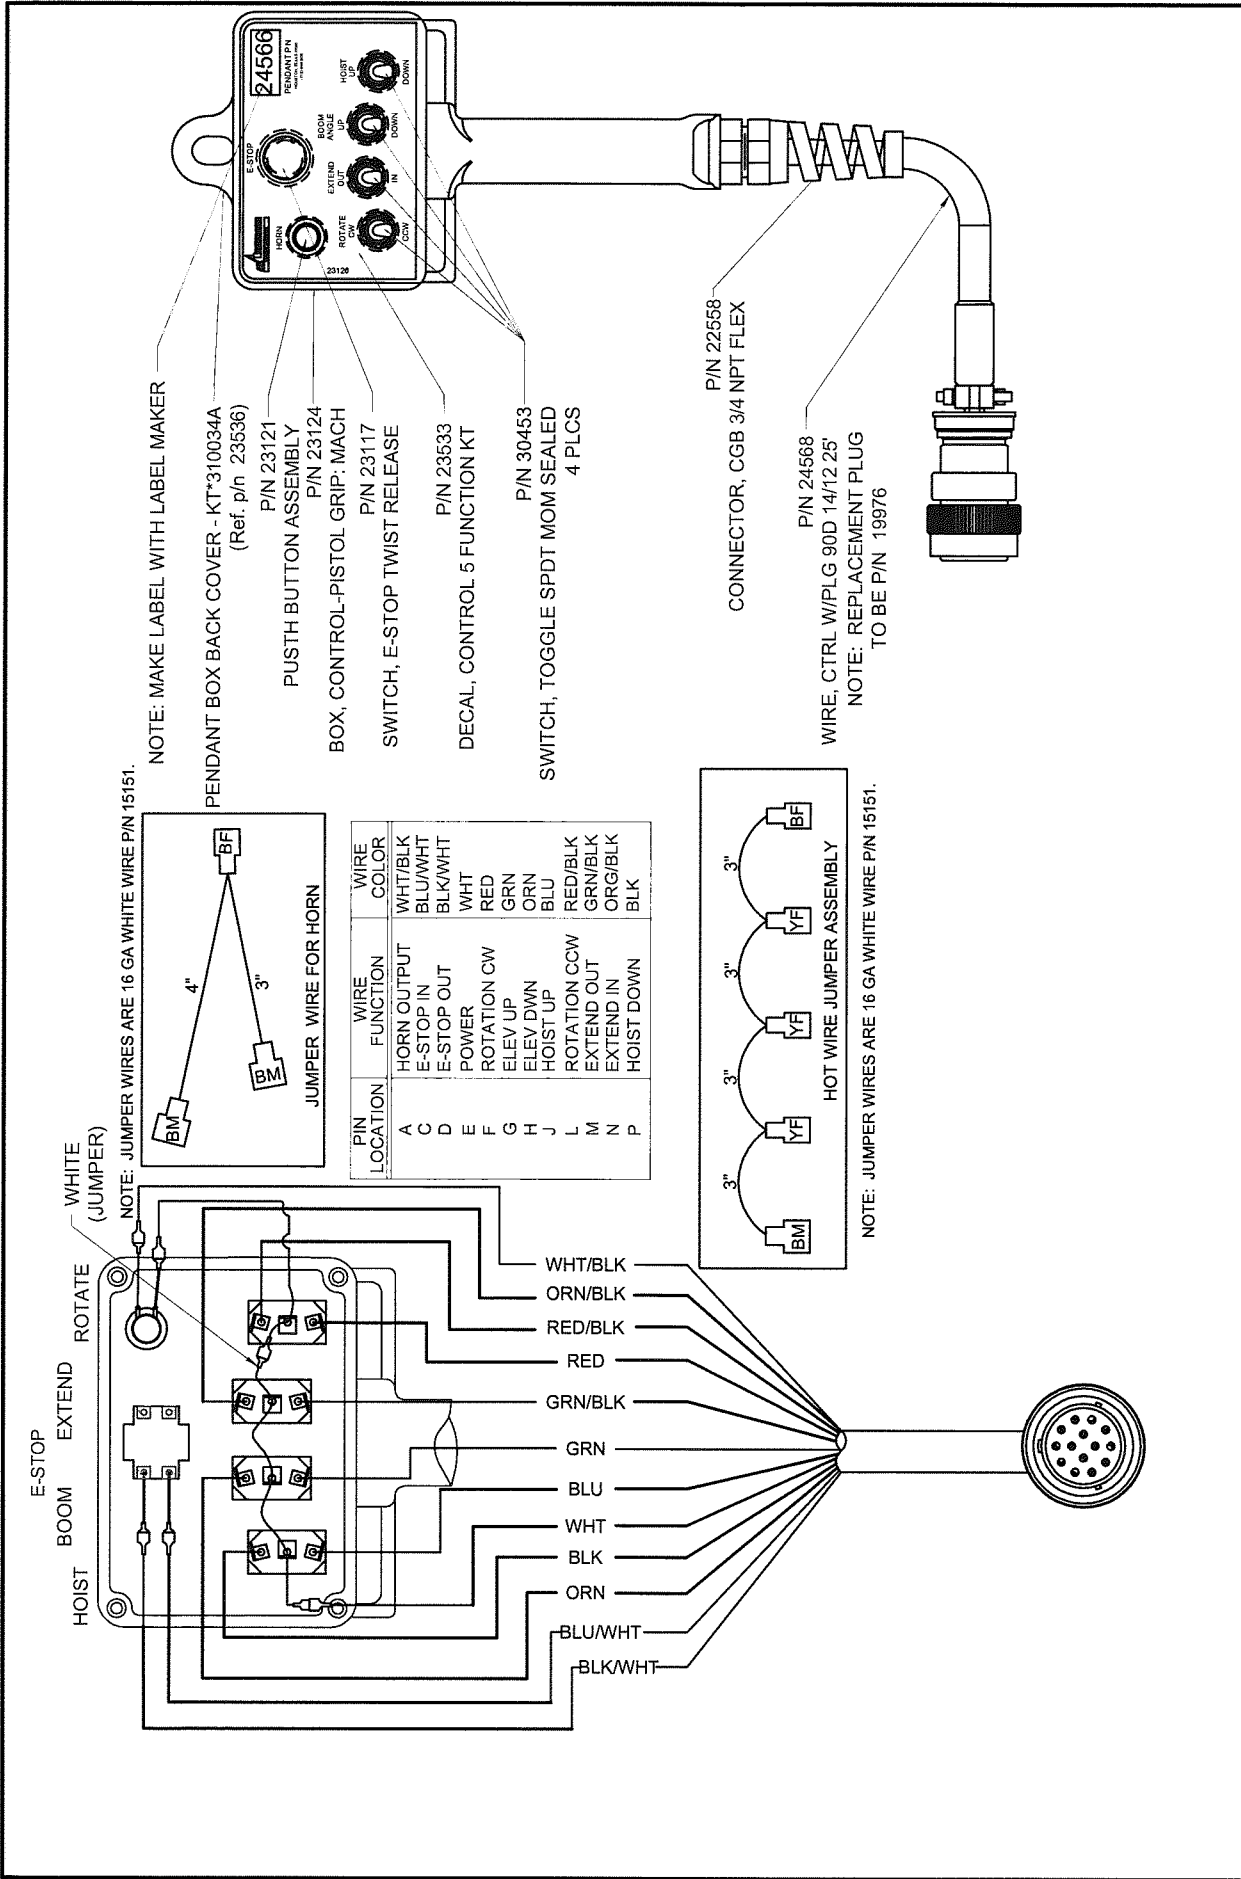 E-STOP
HOIST BOOM EXTEND ROTATE
WHITE
(JUMPER)
NOTE: JUMPER WIRES ARE 16 GA WHITE WIRE P/N 15151.
4"
3"
BM
BM
BF
JUMPER WIRE FOR HORN
PIN LOCATION WIRE FUNCTION WIRE COLOR
A HORN OUTPUT WHT/BLK
C E-STOP IN BLU/WHT
D E-STOP OUT BLK/WHT
E POWER WHT
F ROTATION CW RED
G ELEV UP GRN
H ELEV DWN ORN
J HOIST UP BLU
L ROTATION CCW RED/BLK
M EXTEND OUT GRN/BLK
N EXTEND IN ORG/BLK
P HOIST DOWN BLK
WHT/BLK
ORN/BLK
RED/BLK
RED
GRN/BLK
GRN
BLU
WHT
BLK
ORN
BLU/WHT
BLK/WHT
3" 3" 3" 3"
BM YF YF YF BF
HOT WIRE JUMPER ASSEMBLY
NOTE: JUMPER WIRES ARE 16 GA WHITE WIRE P/N 15151.
NOTE: MAKE LABEL WITH LABEL MAKER
PENDANT BOX BACK COVER - KT*310034A
(Ref. p/n 23536)
P/N 23121
PUSTH BUTTON ASSEMBLY
P/N 23124
BOX, CONTROL-PISTOL GRIP: MACH
P/N 23117
SWITCH, E-STOP TWIST RELEASE
P/N 23533
DECAL, CONTROL 5 FUNCTION KT
P/N 30453
SWITCH, TOGGLE SPDT MOM SEALED
4 PLCS
P/N 22558
CONNECTOR, CGB 3/4 NPT FLEX
P/N 24568
WIRE, CTRL W/PLG 90D 14/12 25'
NOTE: REPLACEMENT PLUG
TO BE P/N 19976
E-STOP
24566
PENDANT P/N
HORN
23126
ROTATE
CW
CCW
EXTEND
OUT
IN
BOOM
ANGLE
UP
DOWN
HOIST
UP
DOWN